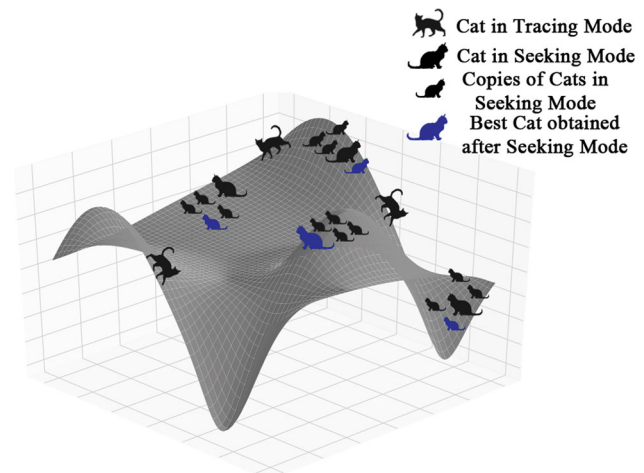 Cat in Tracing Mode
Cat in Seeking Mode
Copies of Cats in
Seeking Mode
Best Cat obtained
after Seeking Mode